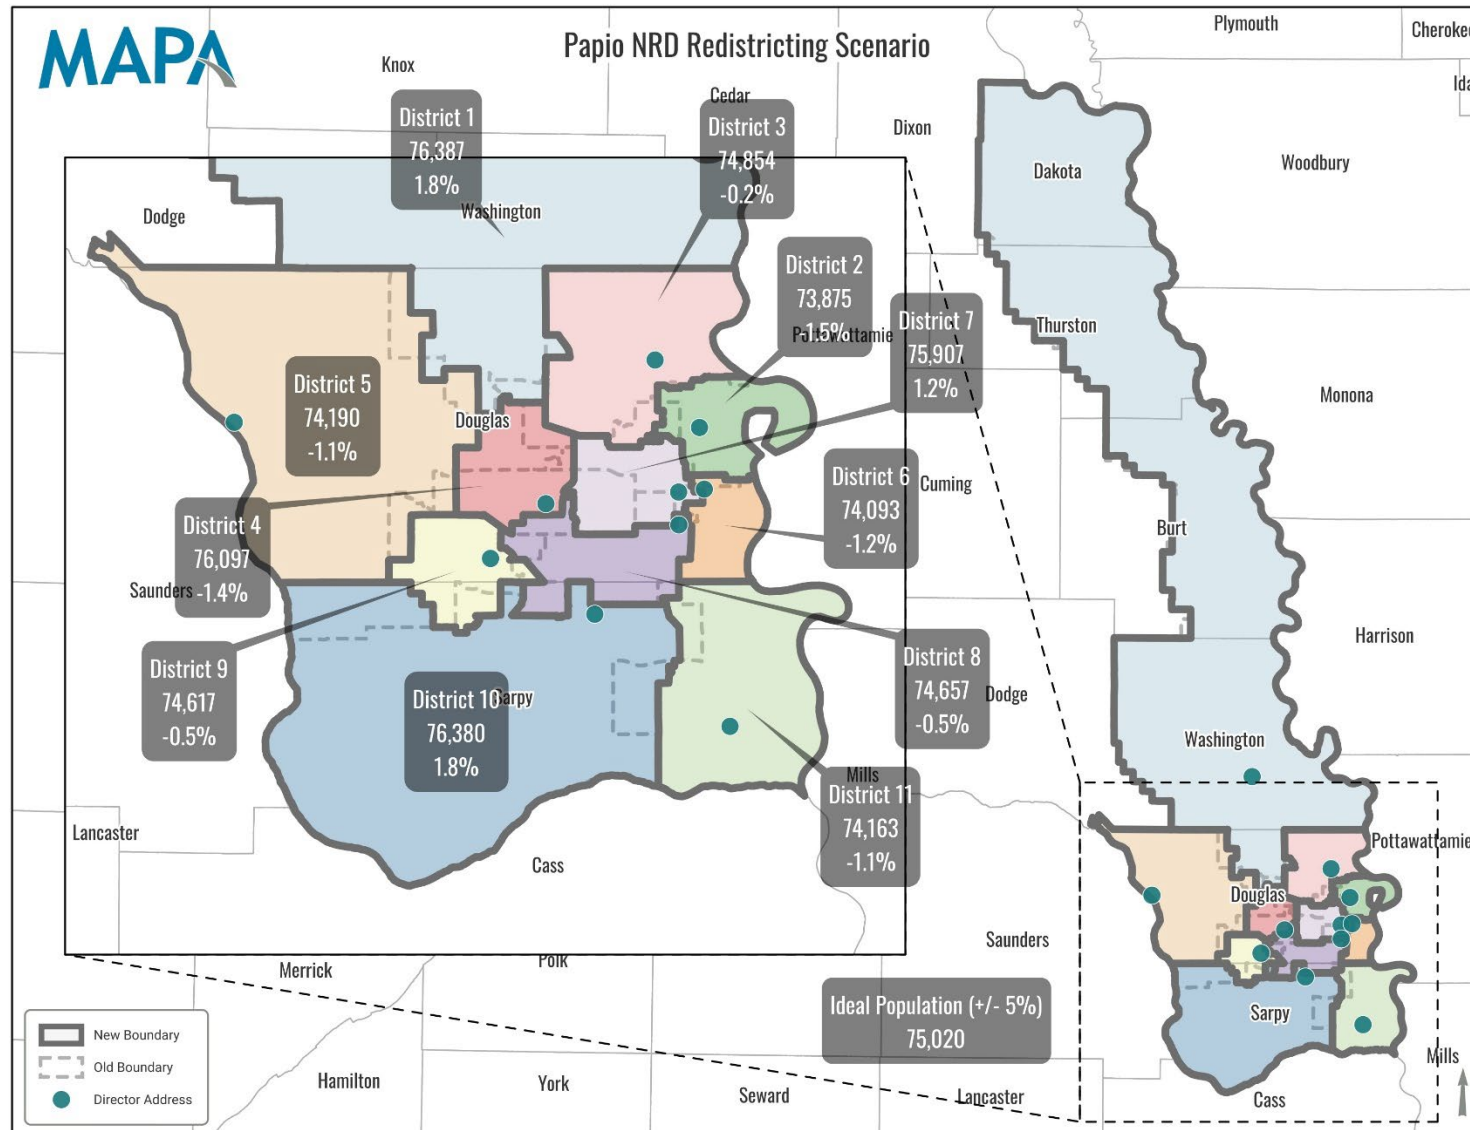 MAPA
Papio NRD Redistricting Scenario
Plymouth
Cherokee
Knox
Cedar
Dixon
Woodbury
Dakota
District 1
76,387
1.8%
District 3
74,854
-0.2%
Dodge
Washington
District 2
73,875
-1.5%
Pottawattamie
District 7
75,907
1.2%
Thurston
Monona
District 5
74,190
-1.1%
Douglas
District 6
74,093
-1.2%
Cuming
District 4
76,097
-1.4%
Saunders
Burt
Harrison
District 9
74,617
-0.5%
District 8
74,657
-0.5%
Dodge
District 10
Sarpy
76,380
1.8%
Washington
Mills
District 11
74,163
-1.1%
Lancaster
Cass
Pottawattamie
Douglas
Saunders
Merrick
Polk
Ideal Population (+/- 5%)
75,020
Sarpy
New Boundary
Old Boundary
Director Address
Hamilton
York
Seward
Lancaster
Cass
Mills